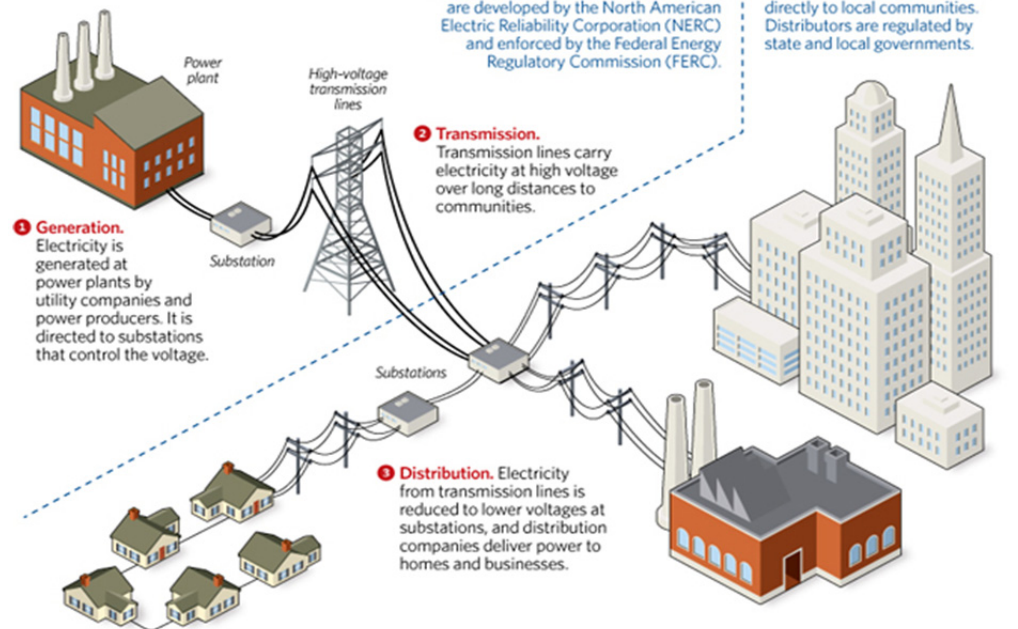 are developed by the North American
Electric Reliability Corporation (NERC)
and enforced by the Federal Energy
Regulatory Commission (FERC).
directly to local communities.
Distributors are regulated by
state and local governments.
Power
plant
High-voltage
transmission
lines
2 Transmission.
Transmission lines carry
electricity at high voltage
over long distances to
communities.
1 Generation.
Electricity is
generated at
power plants by
utility companies and
power producers. It is
directed to substations
that control the voltage.
Substation
Substations
3 Distribution. Electricity
from transmission lines is
reduced to lower voltages at
substations, and distribution
companies deliver power to
homes and businesses.